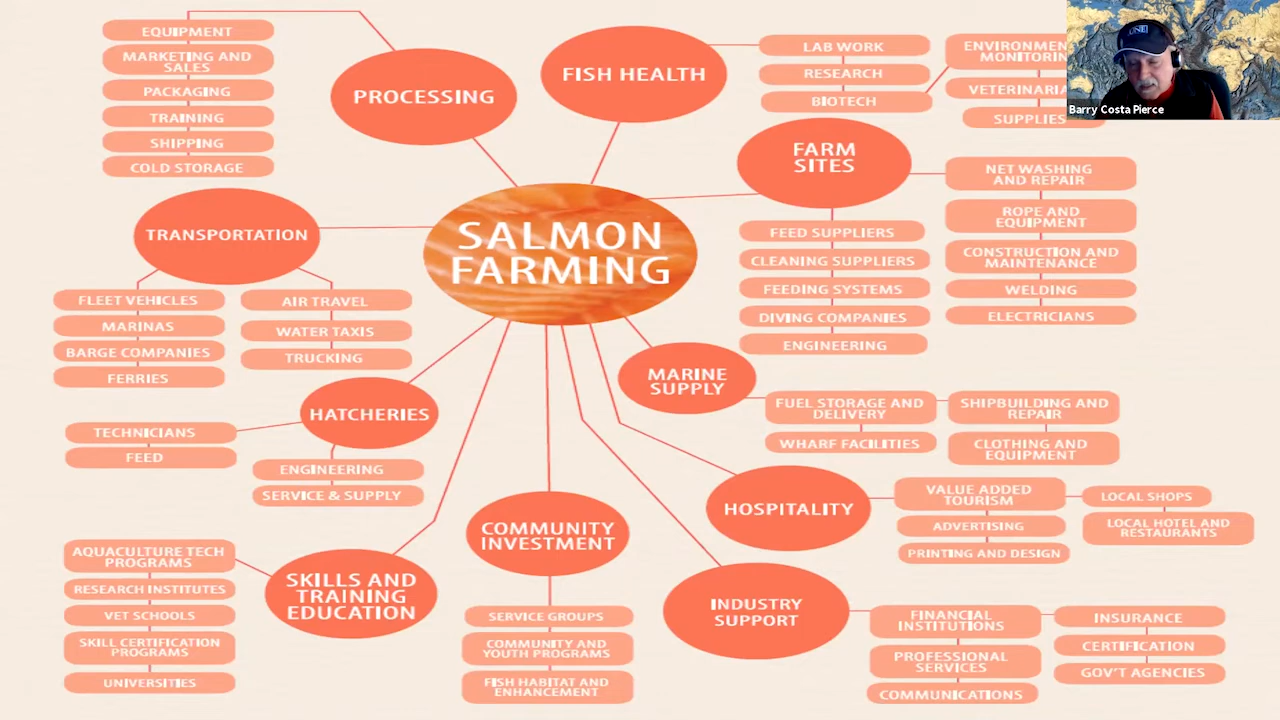 EQUIPMENT
MARKETING AND
SALES
PACKAGING
TRAINING
SHIPPING
COLD STORAGE
PROCESSING
FISH HEALTH
LAB WORK
RESEARCH
BIOTECH
SUPPLIES
UNE
Barry Costa Pierce
FARM
SITES
NET WASHING
AND REPAIR
ROPE AND
EQUIPMENT
CONSTRUCTION AND
MAINTENANCE
WELDING
ELECTRICIANS
FEED SUPPLIERS
CLEANING SUPPLIERS
FEEDING SYSTEMS
DIVING COMPANIES
ENGINEERING
SALMON
FARMING
TRANSPORTATION
FLEET VEHICLES
MARINAS
BARGE COMPANIES
FERRIES
AIR TRAVEL
WATER TAXIS
TRUCKING
MARINE
SUPPLY
FUEL STORAGE AND
DELIVERY
WHARF FACILITIES
SHIPBUILDING AND
REPAIR
CLOTHING AND
EQUIPMENT
HATCHERIES
TECHNICIANS
FEED
ENGINEERING
SERVICE & SUPPLY
HOSPITALITY
VALUE ADDED
TOURISM
ADVERTISING
PRINTING AND DESIGN
LOCAL SHOPS
LOCAL HOTEL AND
RESTAURANTS
COMMUNITY
INVESTMENT
SERVICE GROUPS
COMMUNITY AND
YOUTH PROGRAMS
FISH HABITAT AND
ENHANCEMENT
SKILLS AND
TRAINING
EDUCATION
AQUACULTURE TECH
PROGRAMS
RESEARCH INSTITUTES
VET SCHOOLS
SKILL CERTIFICATION
PROGRAMS
UNIVERSITIES
INDUSTRY
SUPPORT
FINANCIAL
INSTITUTIONS
PROFESSIONAL
SERVICES
COMMUNICATIONS
INSURANCE
CERTIFICATION
GOV'T AGENCIES